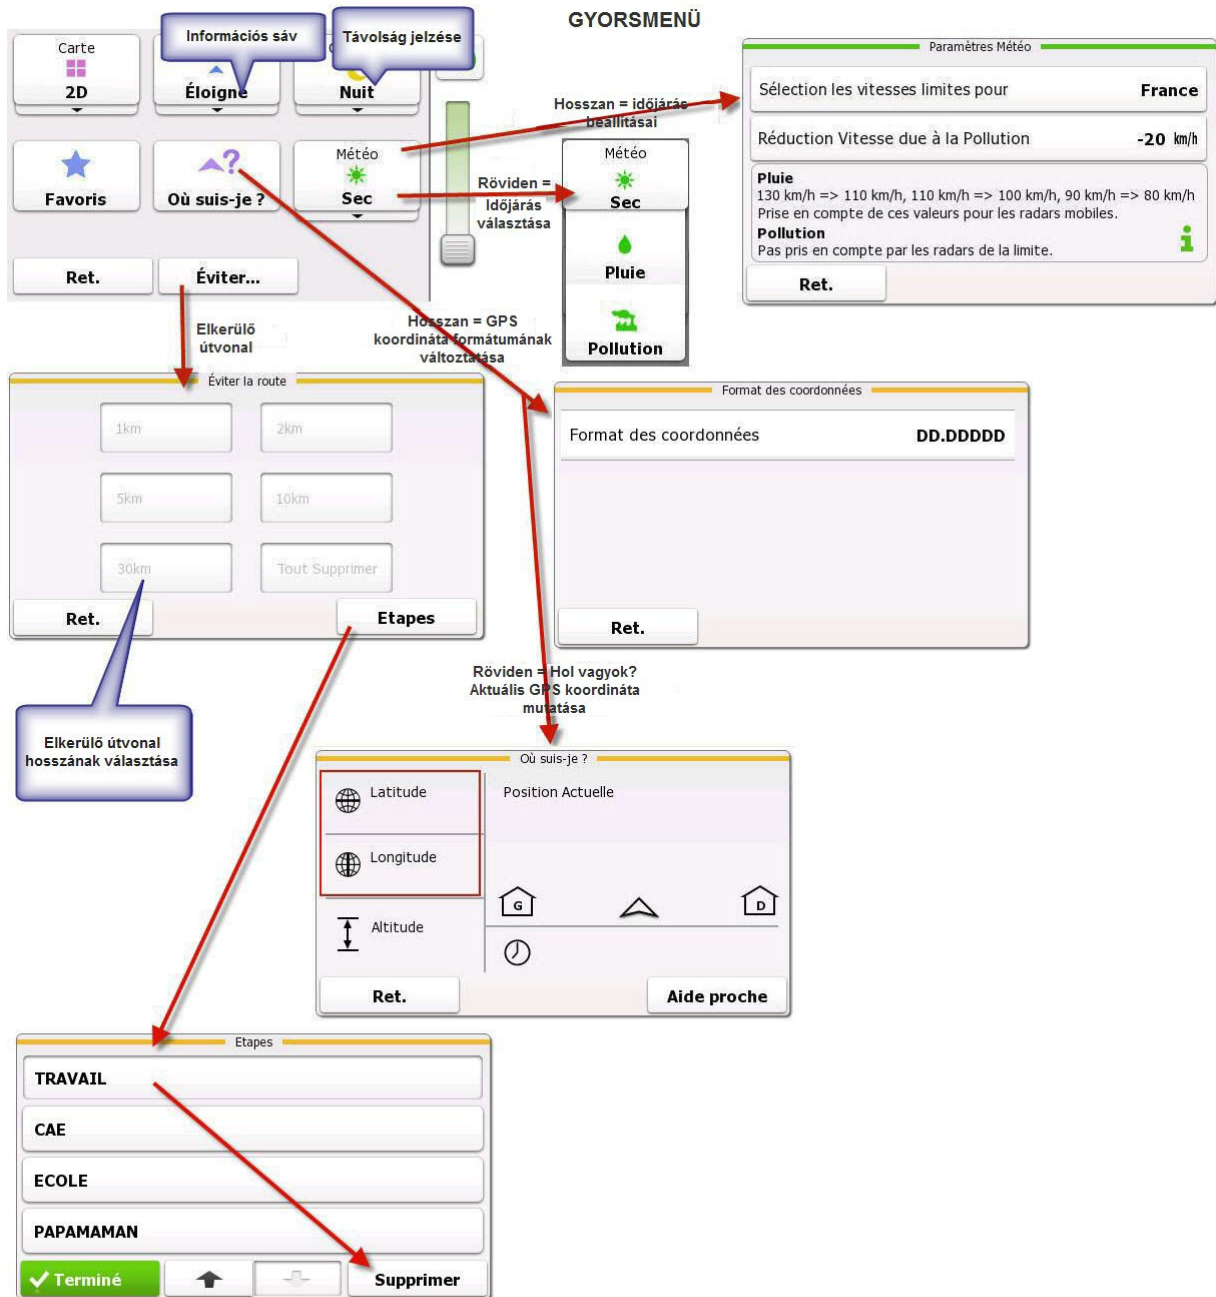 GYORSMENÜ
Információs sáv
Távolság jelzése
Carte
2D
Éloigné
Nuit
Favoris
Où suis-je ?
Météo
Sec
Ret.
Éviter...
Hosszan = időjárás
beállításai
Röviden =
Időjárás
választása
Météo
Sec
Pluie
Pollution
Paramètres Météo
Sélection les vitesses limites pour France
Réduction Vitesse due à la Pollution -20 km/h
Pluie
130 km/h => 110 km/h, 110 km/h => 100 km/h, 90 km/h => 80 km/h
Prise en compte de ces valeurs pour les radars mobiles.
Pollution
Pas pris en compte par les radars de la limite.
Ret.
Elkerülő
útvonal
Hosszan = GPS
koordináta formátumának
változtatása
Éviter la route
1km 2km
5km 10km
30km Tout Supprimer
Ret. Etapes
Format des coordonnées
Format des coordonnées DD.DDDDD
Ret.
Elkerülő útvonal
hosszának választása
Röviden = Hol vagyok?
Aktuális GPS koordináta
mutatása
Où suis-je ?
Latitude
Position Actuelle
Longitude
G
D
Altitude
Ret. Aide proche
Etapes
TRAVAIL
CAE
ECOLE
PAPAMAMAN
Terminé
Supprimer